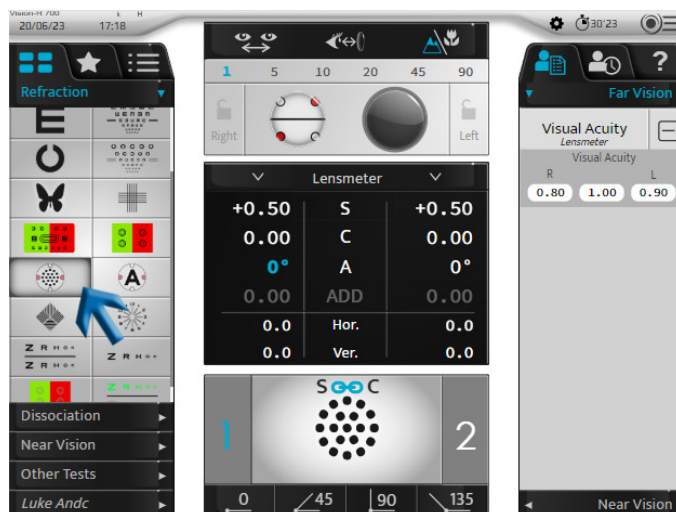 Vision-R 700
20/06/23 17:18
Refraction
E
A
Z R H O N
Z R H O N
Z R H O N
Dissociation
Near Vision
Other Tests
Luke Andc
1 5 10 20 45 90
Right Left
Lensmeter
+0.50 S +0.50
0.00 C 0.00
0° A 0°
0.00 ADD 0.00
0.0 Hor. 0.0
0.0 Ver. 0.0
S C
1 2
0 45 90 135
30'23
?
Far Vision
Visual Acuity
Lensmeter
Visual Acuity
R L
0.80 1.00 0.90
Near Vision